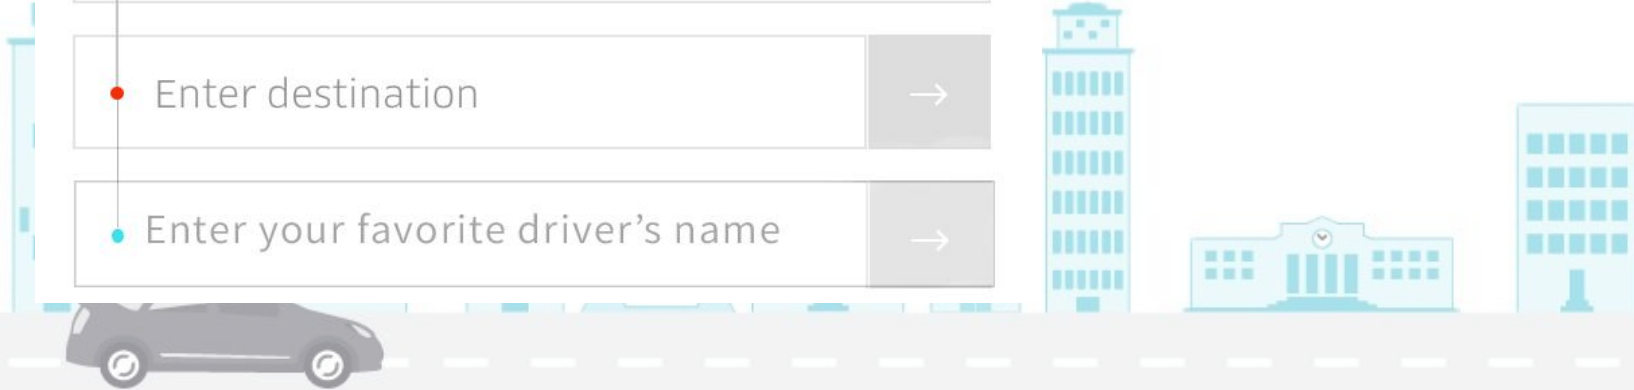 Enter destination
Enter your favorite driver’s name